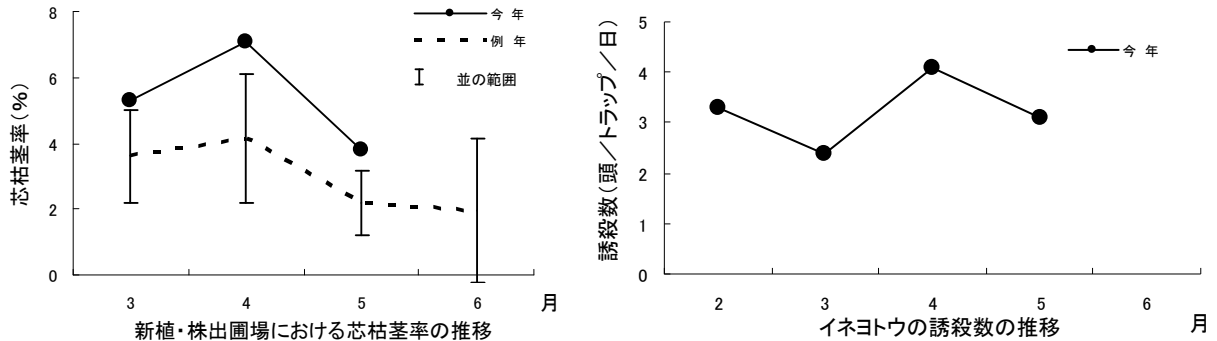 芯枯茎率(%)
8
6
4
2
0
今 年
例 年
並の範囲
3 4 5 6 月
新植・株出圃場における芯枯茎率の推移
誘殺数(頭/トラップ/日)
5
4
3
2
1
0
今 年
2 3 4 5 6 月
イネヨトウの誘殺数の推移